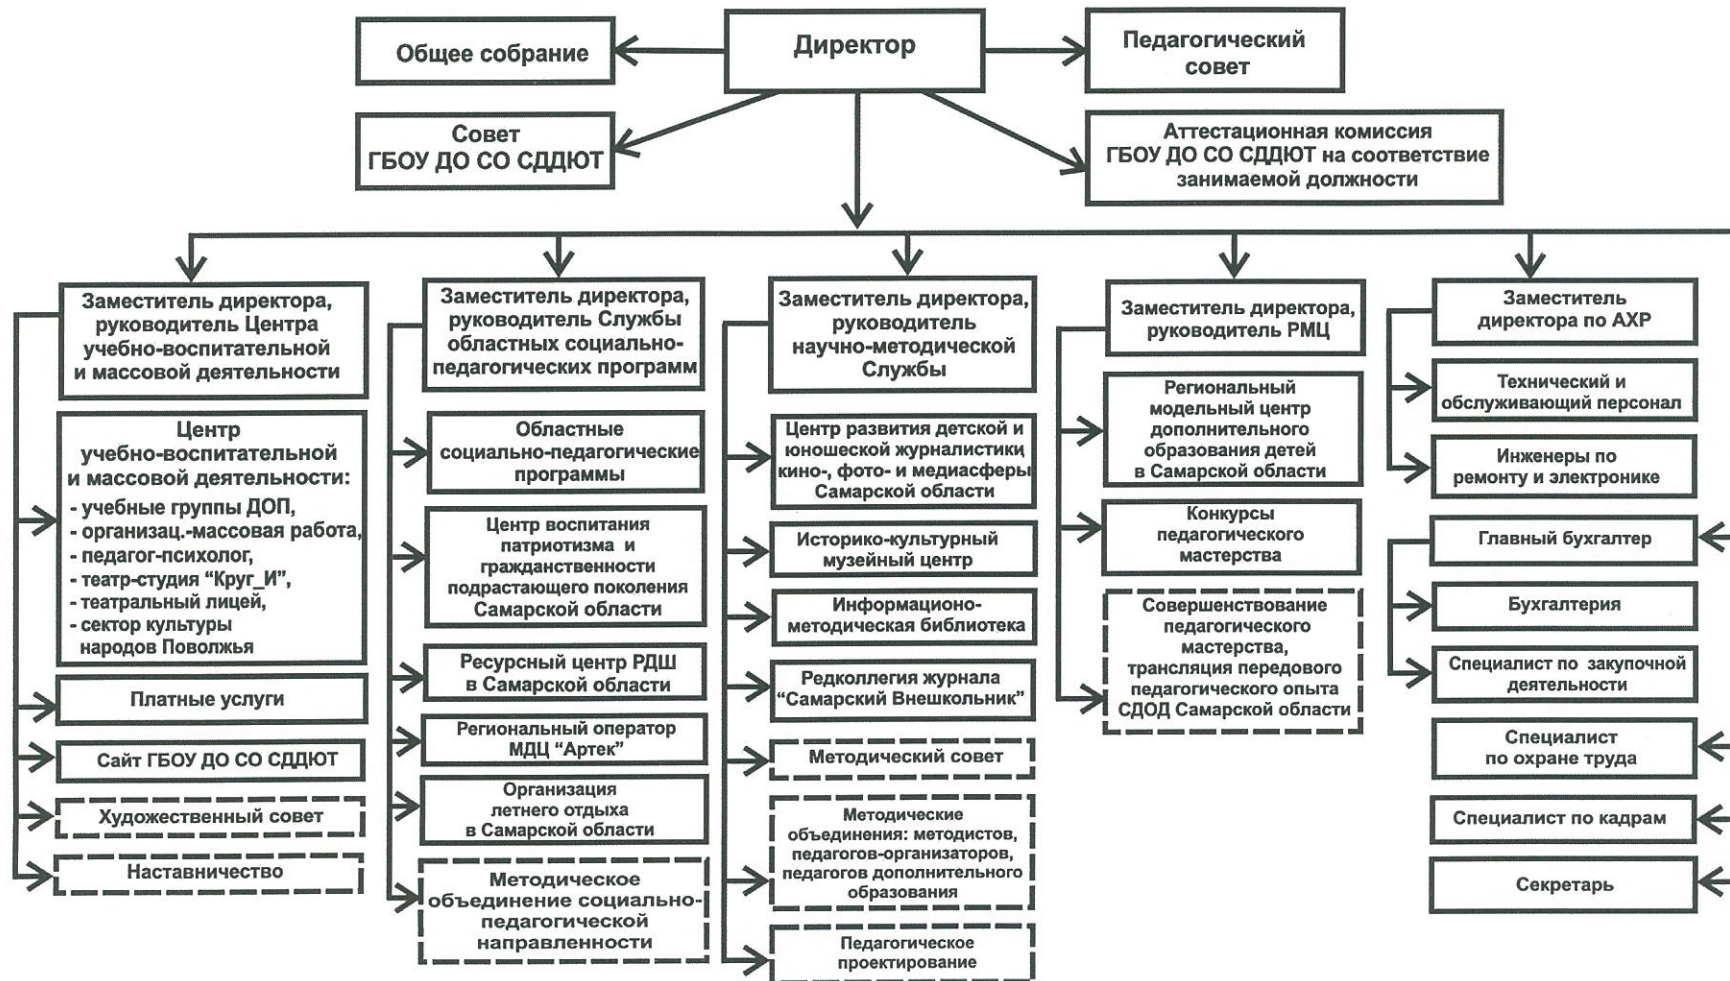 Общее собрание
Директор
Педагогический
совет
Совет
ГБОУ ДО СО СДДЮТ
Аттестационная комиссия
ГБОУ ДО СО СДДЮТ на соответствие
занимаемой должности
Заместитель директора,
руководитель Центра
учебно-воспитательной
и массовой деятельности
Центр
учебно-воспитательной
и массовой деятельности:
- учебные группы ДОП,
- организац.-массовая работа,
- педагог-психолог,
- театр-студия “Круг_И”,
- театральный лицей,
- сектор культуры
народов Поволжья
Платные услуги
Сайт ГБОУ ДО СО СДДЮТ
Художественный совет
Наставничество
Заместитель директора,
руководитель Службы
областных социально-
педагогических программ
Областные
социально-педагогические
программы
Центр воспитания
патриотизма и
гражданственности
подрастающего поколения
Самарской области
Ресурсный центр РДШ
в Самарской области
Региональный оператор
МДЦ “Артек”
Организация
летнего отдыха
в Самарской области
Методическое
объединение социально-
педагогической
направленности
Заместитель директора,
руководитель
научно-методической
Службы
Центр развития детской и
юношеской журналистики,
кино-, фото- и медиасферы
Самарской области
Историко-культурный
музейный центр
Информационо-
методическая библиотека
Редколлегия журнала
“Самарский Внешкольник”
Методический совет
Методические
объединения: методистов,
педагогов-организаторов,
педагогов дополнительного
образования
Педагогическое
проектирование
Заместитель директора,
руководитель РМЦ
Региональный
модельный центр
дополнительного
образования детей
в Самарской области
Конкурсы
педагогического
мастерства
Совершенствование
педагогического
мастерства,
трансляция передового
педагогического опыта
СДОД Самарской области
Заместитель
директора по АХР
Технический и
обслуживающий персонал
Инженеры по
ремонту и электронике
Главный бухгалтер
Бухгалтерия
Специалист по закупочной
деятельности
Специалист
по охране труда
Специалист по кадрам
Секретарь